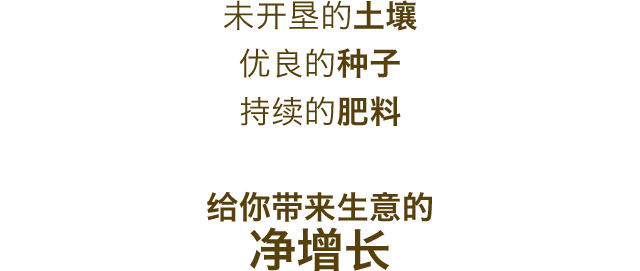 未开垦的土壤
优良的种子
持续的肥料
给你带来生意的
净增长